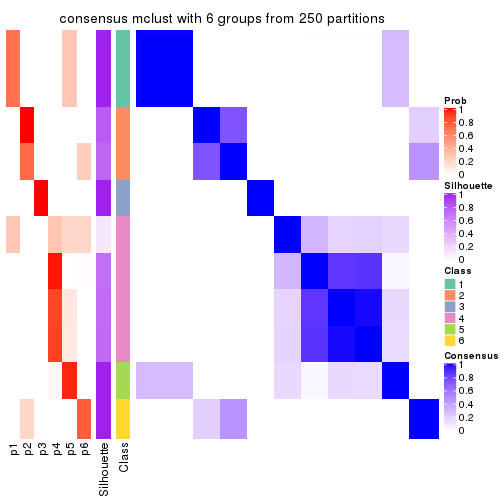 consensus mclust with 6 groups from 250 partitions
Prob
1
0.8
0.6
0.4
0.2
0
Silhouette
1
0.8
0.6
0.4
0.2
0
Class
1
2
3
4
5
6
Consensus
1
0.8
0.6
0.4
0.2
0
p1
p2
p3
p4
p5
p6
Silhouette
Class